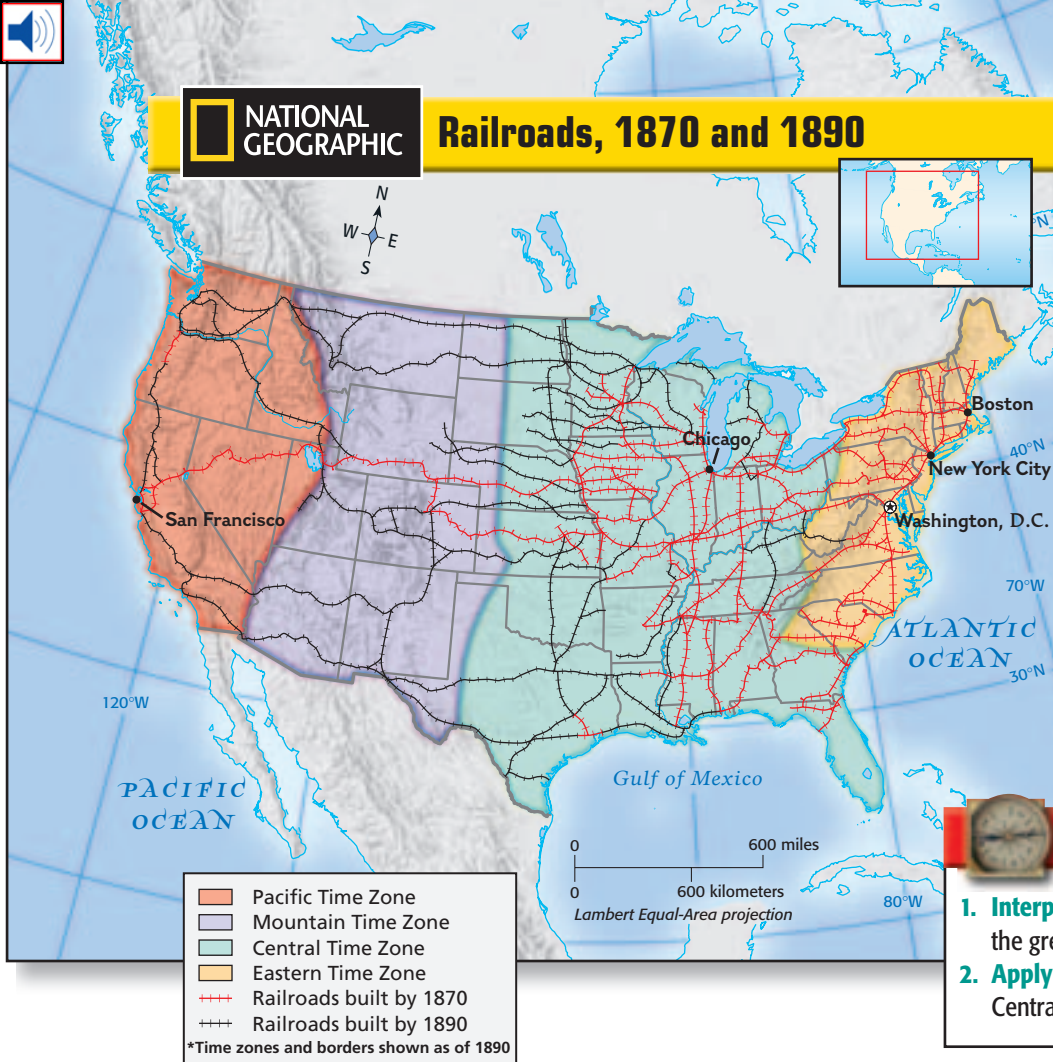 NATIONAL
GEOGRAPHIC
Railroads, 1870 and 1890
N
W E
S
°N
Boston
Chicago
40°N
New York City
San Francisco
Washington, D.C.
70°W
ATLANTIC
OCEAN
30°N
120°W
PACIFIC
OCEAN
Gulf of Mexico
0 600 miles
0 600 kilometers
Lambert Equal-Area projection
80°W
Pacific Time Zone
Mountain Time Zone
Central Time Zone
Eastern Time Zone
Railroads built by 1870
Railroads built by 1890
*Time zones and borders shown as of 1890
1. Interp
the gre
2. Apply
Centra